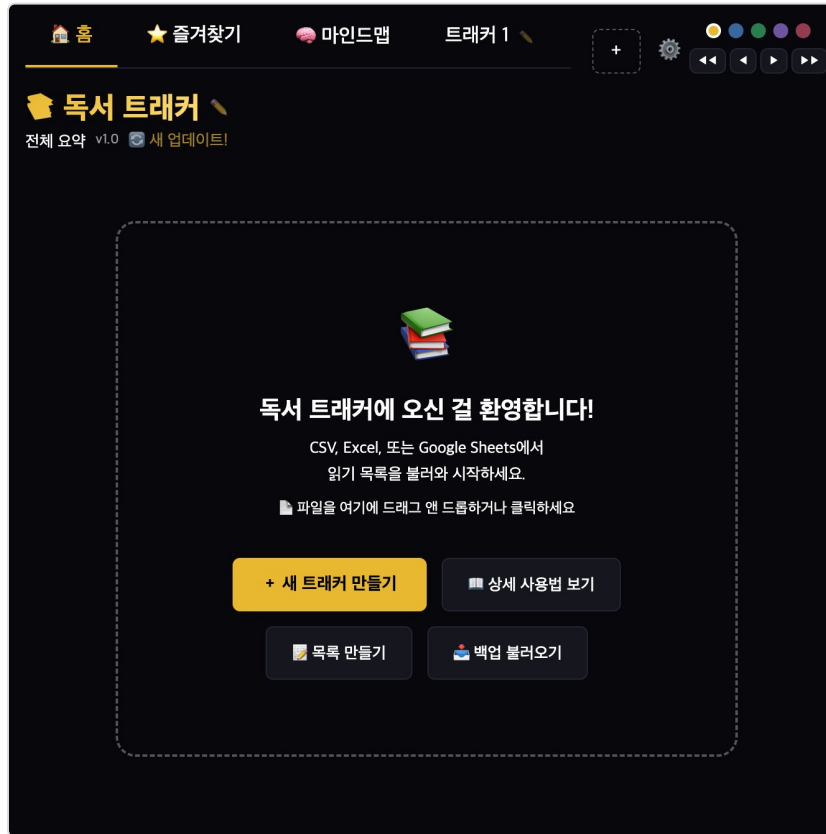 홈
즐겨찾기
마인드맵
트래커 1
+
독서 트래커
전체 요약 v1.0 새 업데이트!
독서 트래커에 오신 걸 환영합니다!
CSV, Excel, 또는 Google Sheets에서
읽기 목록을 불러와 시작하세요.
파일을 여기에 드래그 앤 드롭하거나 클릭하세요
+ 새 트래커 만들기
상세 사용법 보기
목록 만들기
백업 불러오기